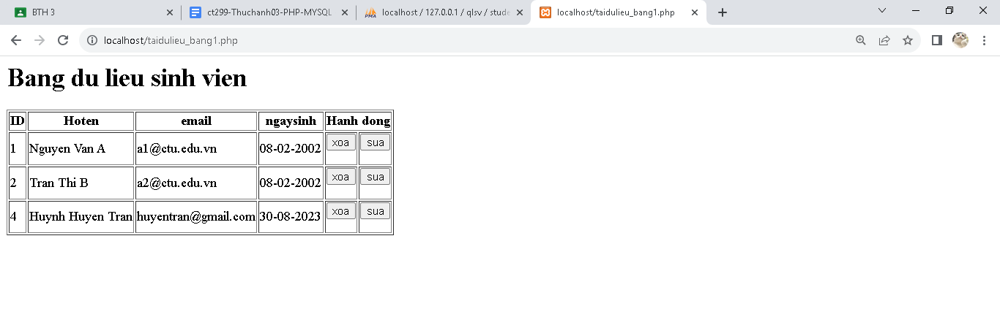 BTH 3
ct299-Thuchanh03-PHP-MYSQL
localhost / 127.0.0.1 / qlsv / stude
localhost/taidulieu_bang1.php
localhost/taidulieu_bang1.php
Bang du lieu sinh vien
ID Hoten email ngaysinh Hanh dong
1 Nguyen Van A a1@ctu.edu.vn 08-02-2002 xoa sua
2 Tran Thi B a2@ctu.edu.vn 08-02-2002 xoa sua
4 Huynh Huyen Tran huyentran@gmail.com 30-08-2023 xoa sua